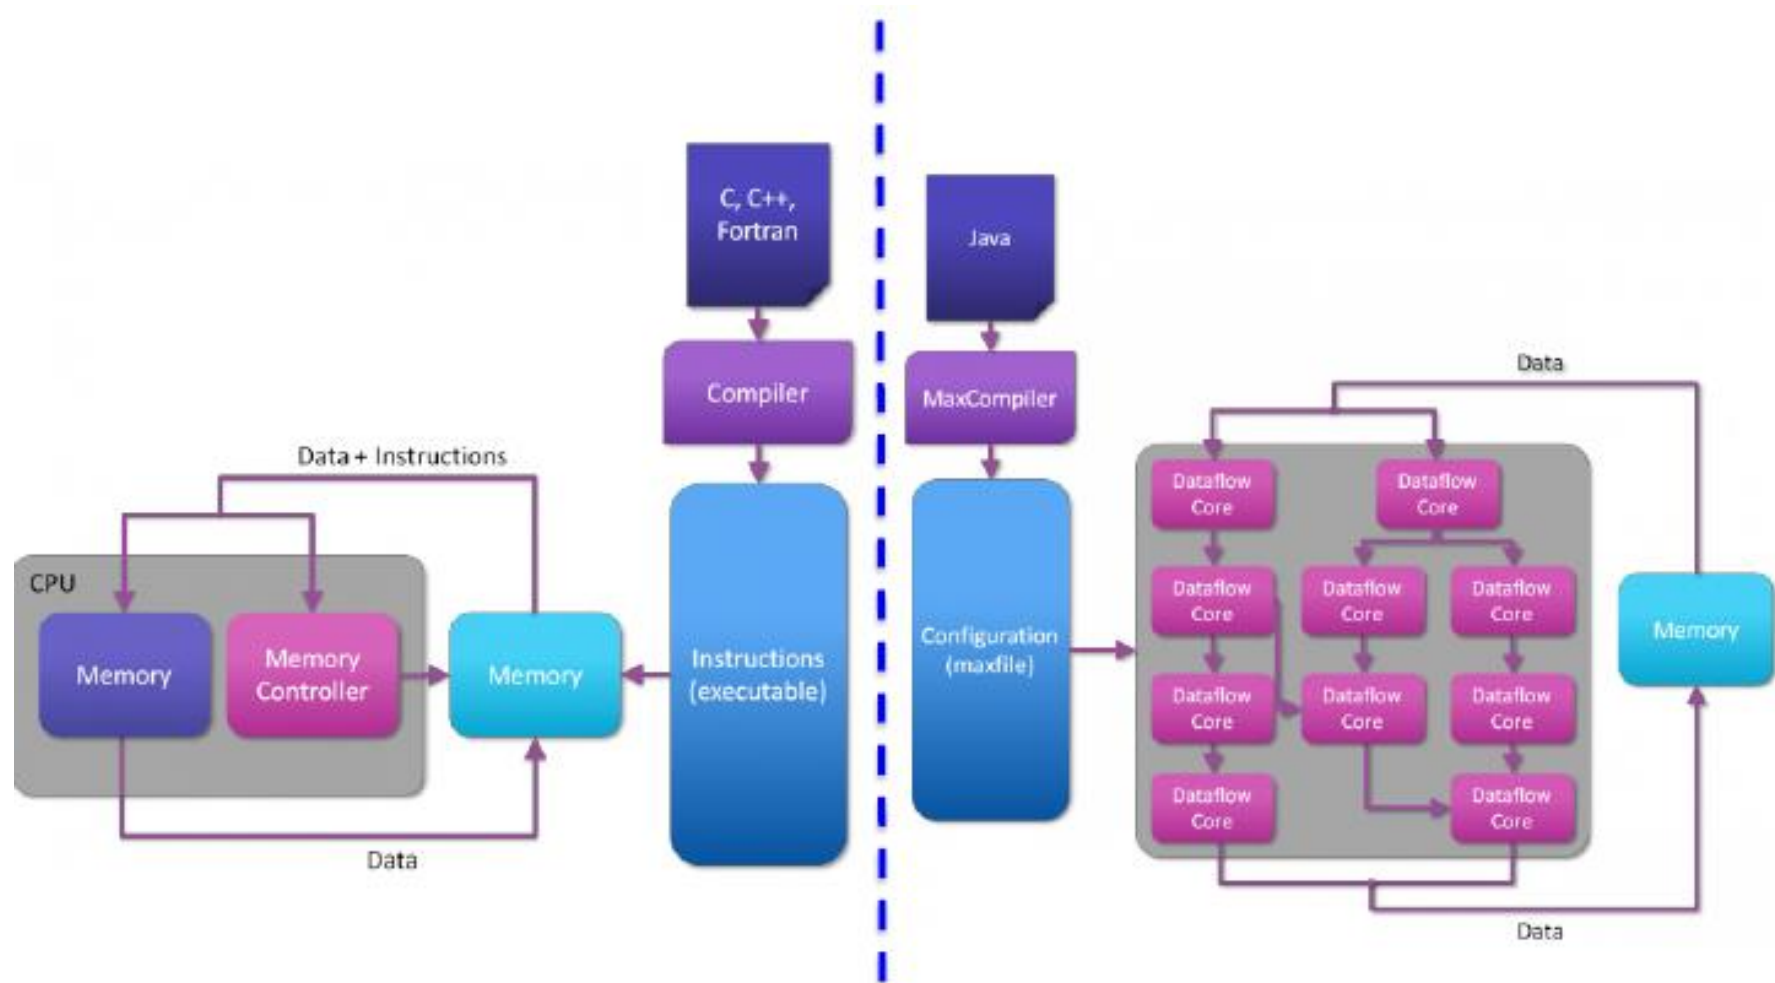 C, C++,
Fortran
Compiler
Data + Instructions
CPU
Memory
Memory
Controller
Memory
Instructions
(executable)
Data
Java
MaxCompiler
Configuration
(maxfile)
Data
Dataflow
Core
Dataflow
Core
Dataflow
Core
Dataflow
Core
Dataflow
Core
Dataflow
Core
Dataflow
Core
Dataflow
Core
Dataflow
Core
Dataflow
Core
Memory
Data